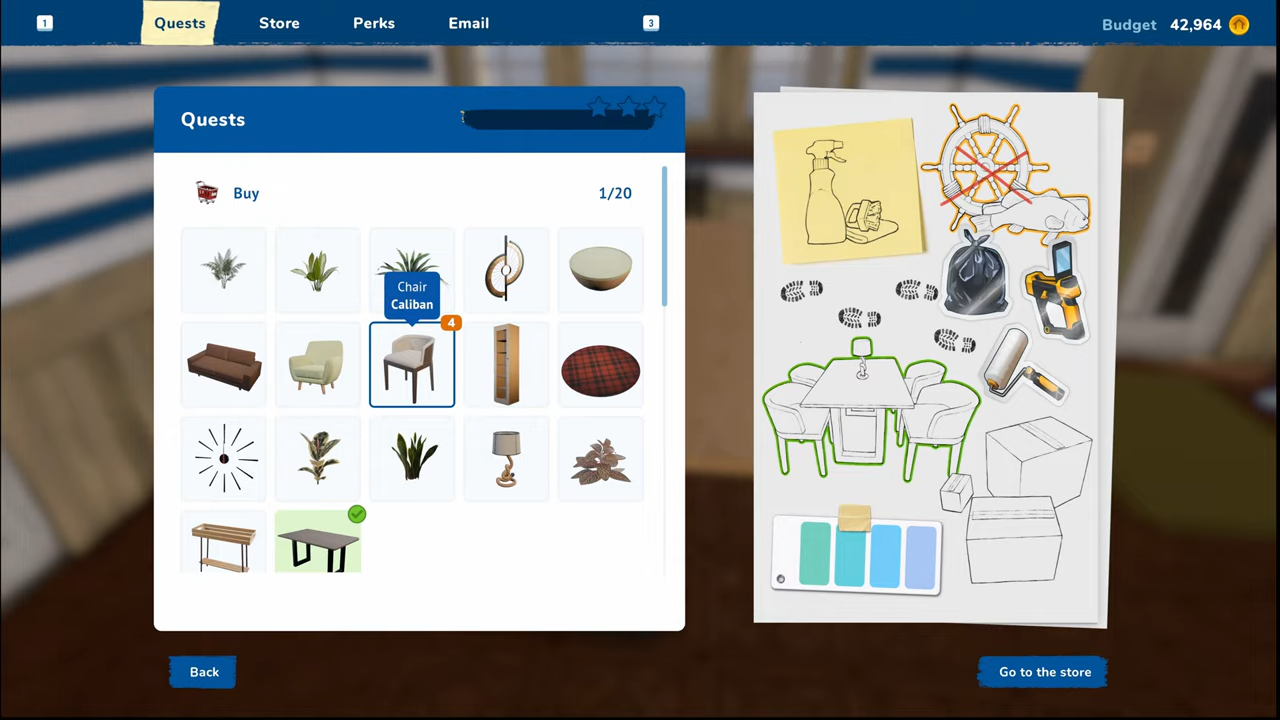 1
Quests
Store
Perks
Email
3
Budget 42,964
Quests
Buy
1/20
Chair
Caliban
4
Back
Go to the store